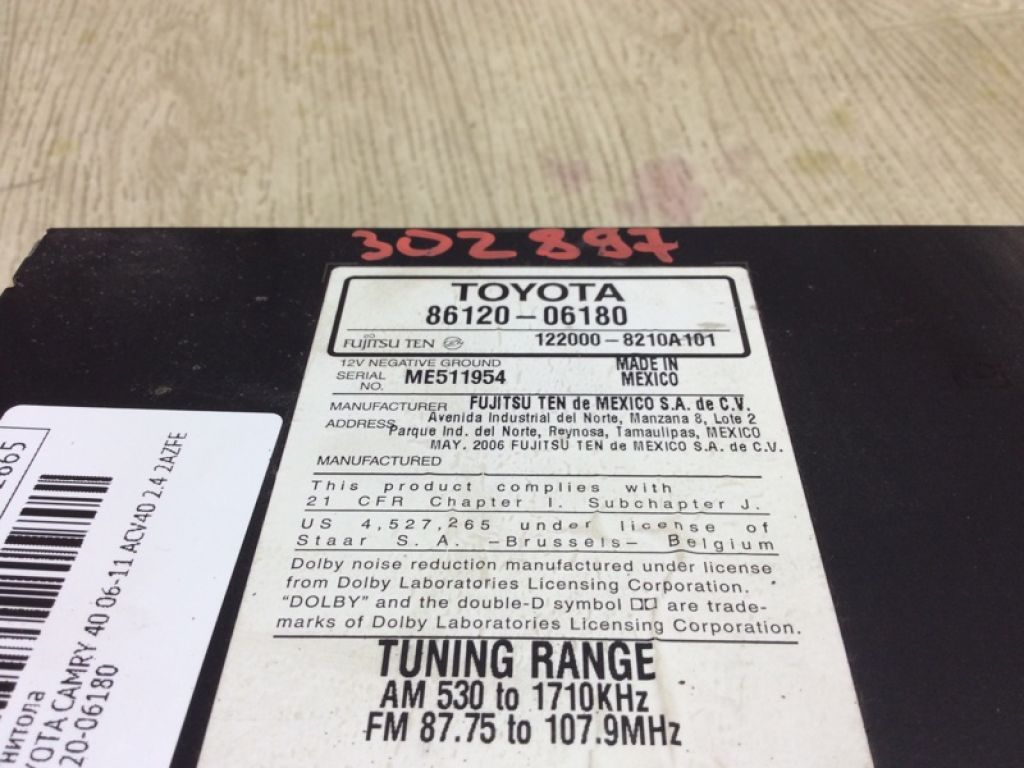 302897
TOYOTA
86120-06180
FUJITSU TEN 122000-8210A101
12V NEGATIVE GROUND MADE IN MEXICO
SERIAL NO. ME511954
MANUFACTURER FUJITSU TEN de MEXICO S.A. de C.V.
ADDRESS Avenida Industrial del Norte, Manzana 8, Lote 2
Parque Ind. del Norte, Reynosa, Tamaulipas, MEXICO
MAY. 2006 FUJITSU TEN de MEXICO S.A. de C.V.
MANUFACTURED
This product complies with
21 CFR Chapter I. Subchapter J.
US 4,527,265 under license of
Staar S.A. -Brussels- Belgium
Dolby noise reduction manufactured under license
from Dolby Laboratories Licensing Corporation.
"DOLBY" and the double-D symbol are trade-
marks of Dolby Laboratories Licensing Corporation.
TUNING RANGE
AM 530 to 1710KHz
FM 87.75 to 107.9MHz
2665
нитола
YOTA CAMRY 40 06-11 ACV40 2.4 2AZFE
20-06180